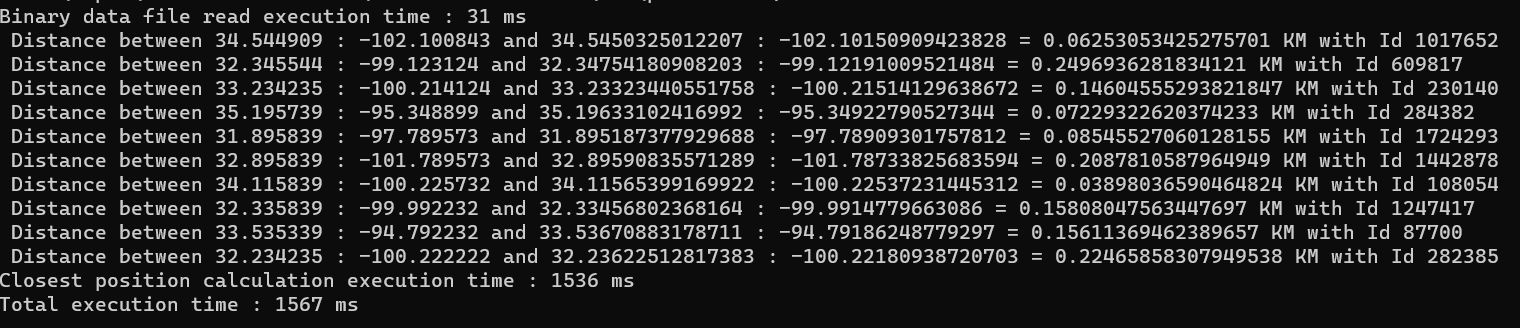 Binary data file read execution time : 31 ms
Distance between 34.544909 : -102.100843 and 34.5450325012207 : -102.10150909423828 = 0.06253053425275701 KM with Id 1017652
Distance between 32.345544 : -99.123124 and 32.34754180908203 : -99.12191009521484 = 0.2496936281834121 KM with Id 609817
Distance between 33.234235 : -100.214124 and 33.23323440551758 : -100.21514129638672 = 0.14604555293821847 KM with Id 230140
Distance between 35.195739 : -95.348899 and 35.19633102416992 : -95.34922790527344 = 0.07229322620374233 KM with Id 284382
Distance between 31.895839 : -97.789573 and 31.895187377929688 : -97.78909301757812 = 0.08545527060128155 KM with Id 1724293
Distance between 32.895839 : -101.789573 and 32.89590835571289 : -101.78733825683594 = 0.2087810587964949 KM with Id 1442878
Distance between 34.115839 : -100.225732 and 34.11565399169922 : -100.22537231445312 = 0.03898036590464824 KM with Id 108054
Distance between 32.335839 : -99.992232 and 32.33456802368164 : -99.9914779663086 = 0.15808047563447697 KM with Id 1247417
Distance between 33.535339 : -94.792232 and 33.53670883178711 : -94.79186248779297 = 0.15611369462389657 KM with Id 87700
Distance between 32.234235 : -100.222222 and 32.23622512817383 : -100.22180938720703 = 0.22465858307949538 KM with Id 282385
Closest position calculation execution time : 1536 ms
Total execution time : 1567 ms